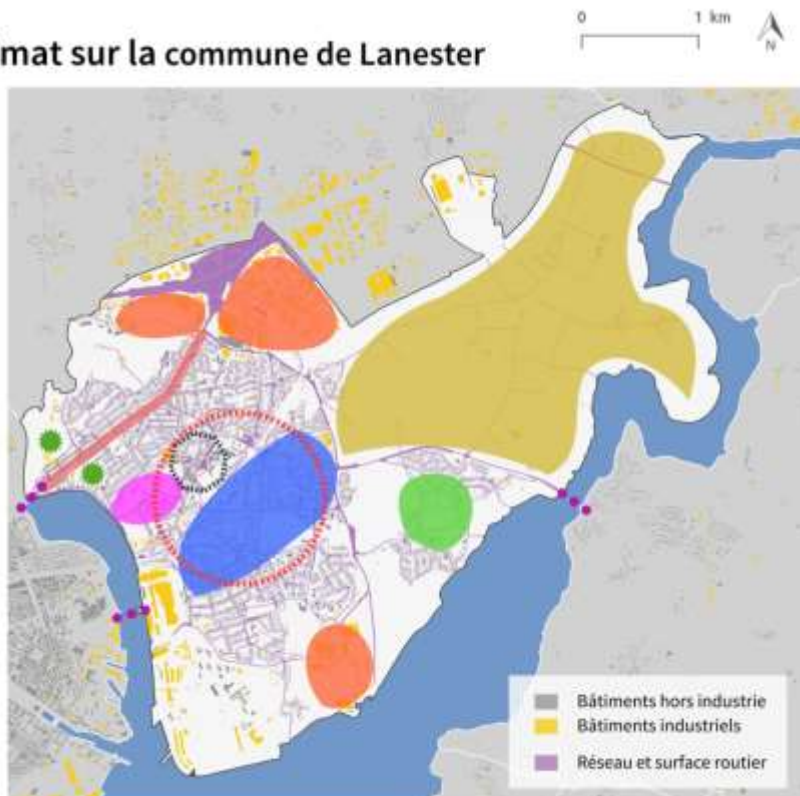 0 1 km
N
mat sur la commune de Lanester
Bâtiments hors industrie
Bâtiments industriels
Réseau et surface routier